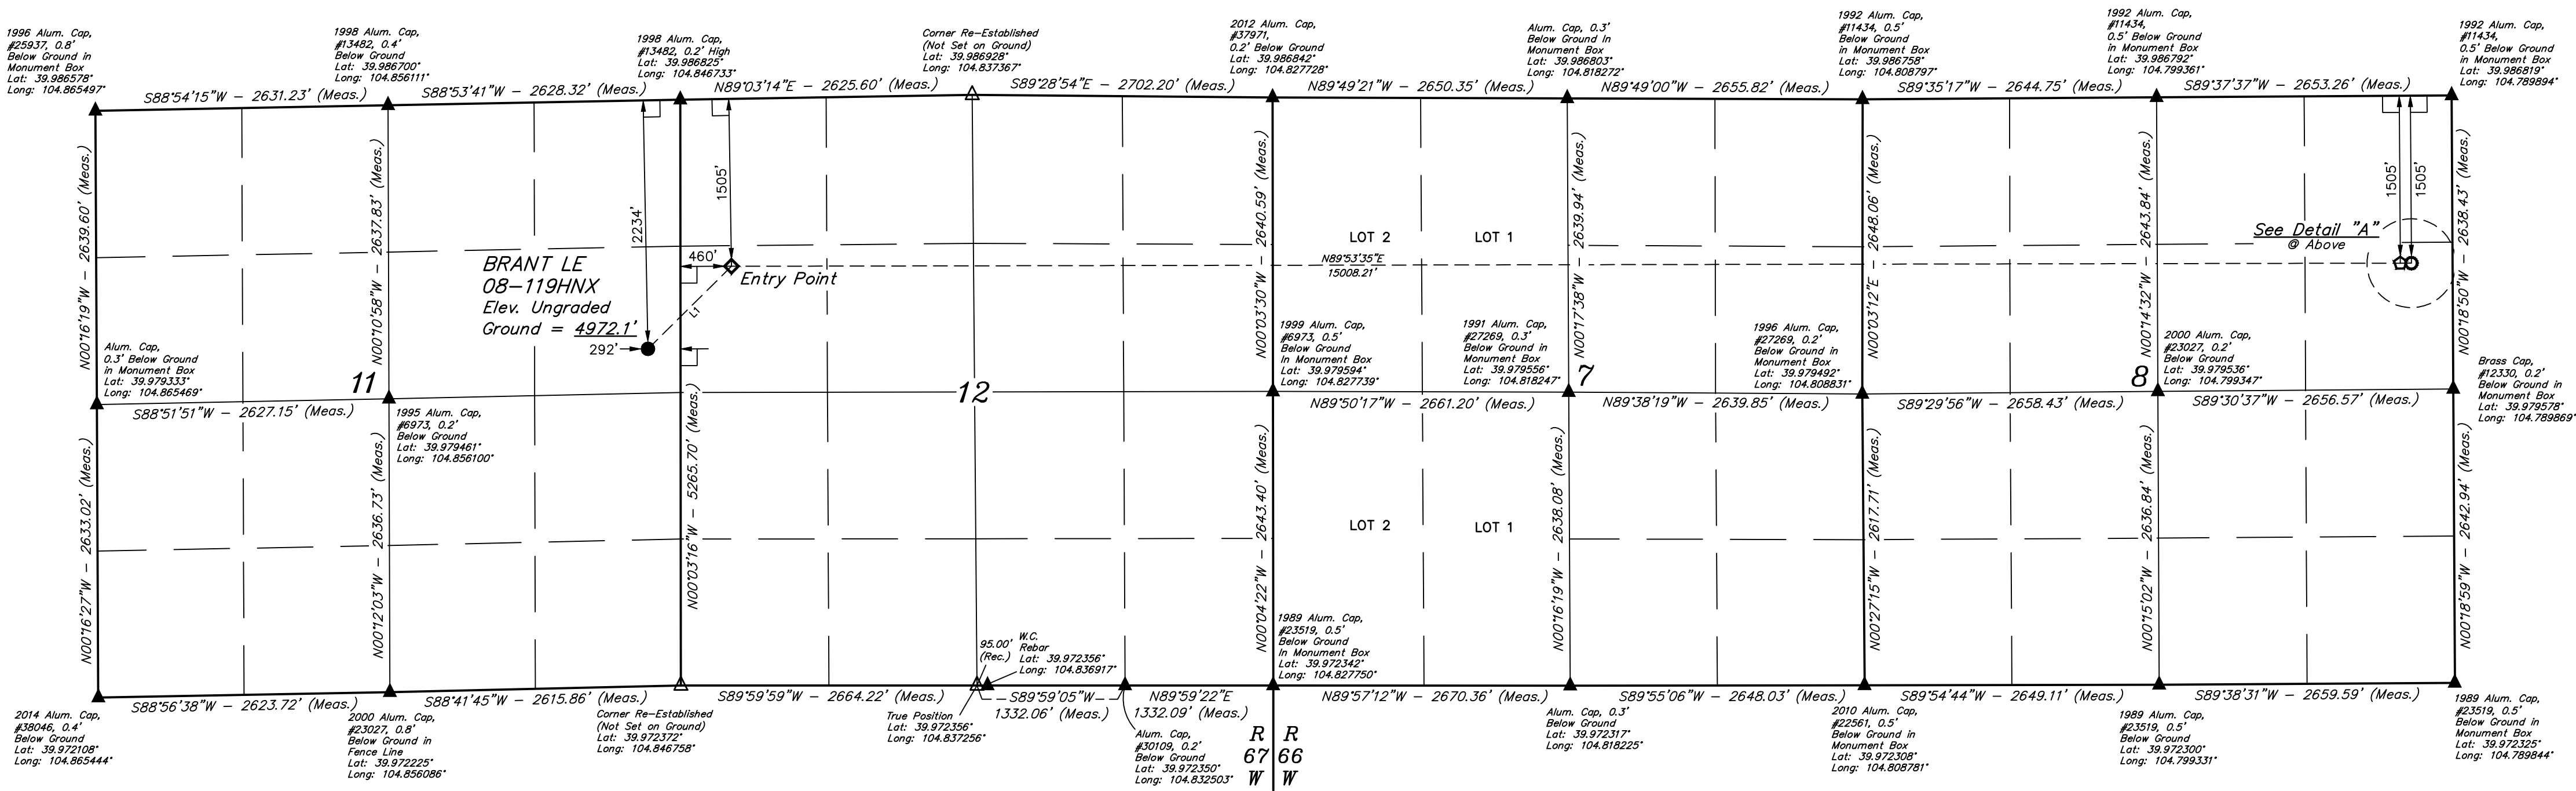 1996 Alum. Cap,
#25937, 0.8'
Below Ground in
Monument Box
Lat: 39.986578°
Long: 104.865497°
1998 Alum. Cap,
#13482, 0.4'
Below Ground
Lat: 39.986700°
Long: 104.856111°
1998 Alum. Cap,
#13482, 0.2' High
Lat: 39.986825°
Long: 104.846733°
Corner Re-Established
(Not Set on Ground)
Lat: 39.986928°
Long: 104.837367°
2012 Alum. Cap,
#37971,
0.2' Below Ground
Lat: 39.986842°
Long: 104.827728°
Alum. Cap, 0.3'
Below Ground In
Monument Box
Lat: 39.986803°
Long: 104.818272°
1992 Alum. Cap,
#11434, 0.5'
Below Ground
in Monument Box
Lat: 39.986758°
Long: 104.808797°
1992 Alum. Cap,
#11434,
0.5' Below Ground
in Monument Box
Lat: 39.986792°
Long: 104.799361°
1992 Alum. Cap,
#11434,
0.5' Below Ground
in Monument Box
Lat: 39.986819°
Long: 104.789894°
S88°54'15"W - 2631.23' (Meas.)
S88°53'41"W - 2628.32' (Meas.)
N89°03'14"E - 2625.60' (Meas.)
S89°28'54"E - 2702.20' (Meas.)
N89°49'21"W - 2650.35' (Meas.)
N89°49'00"W - 2655.82' (Meas.)
S89°35'17"W - 2644.75' (Meas.)
S89°37'37"W - 2653.26' (Meas.)
N00°16'19"W - 2639.60' (Meas.)
N00°10'58"W - 2637.83' (Meas.)
2234'
1505'
N00°03'30"W - 2640.59' (Meas.)
N00°17'38"W - 2639.94' (Meas.)
N00°03'12"E - 2648.06' (Meas.)
N00°14'32"W - 2643.84' (Meas.)
1505'
1505'
N00°18'50"W - 2638.43' (Meas.)
LOT 2
LOT 1
See Detail "A"
@ Above
460'
Entry Point
N89°53'35"E
15008.21'
BRANT LE
08-119HNX
Elev. Ungraded
Ground = 4972.1'
L1
292'
Alum. Cap,
0.3' Below Ground
in Monument Box
Lat: 39.979333°
Long: 104.865469°
11
12
1999 Alum. Cap,
#6973, 0.5'
Below Ground
In Monument Box
Lat: 39.979594°
Long: 104.827739°
1991 Alum. Cap,
#27269, 0.3'
Below Ground in
Monument Box
Lat: 39.979556°
Long: 104.818247°
7
1996 Alum. Cap,
#27269, 0.2'
Below Ground in
Monument Box
Lat: 39.979492°
Long: 104.808831°
8
2000 Alum. Cap,
#23027, 0.2'
Below Ground
Lat: 39.979536°
Long: 104.799347°
Brass Cap,
#12330, 0.2'
Below Ground in
Monument Box
Lat: 39.979578°
Long: 104.789869°
S88°51'51"W - 2627.15' (Meas.)
1995 Alum. Cap,
#6973, 0.2'
Below Ground
Lat: 39.979461°
Long: 104.856100°
N89°50'17"W - 2661.20' (Meas.)
N89°38'19"W - 2639.85' (Meas.)
S89°29'56"W - 2658.43' (Meas.)
S89°30'37"W - 2656.57' (Meas.)
N00°16'27"W - 2633.02' (Meas.)
N00°12'03"W - 2636.73' (Meas.)
N00°03'16"W - 5265.70' (Meas.)
N00°04'22"W - 2643.40' (Meas.)
N00°16'19"W - 2638.08' (Meas.)
N00°27'15"W - 2617.71' (Meas.)
N00°15'02"W - 2636.84' (Meas.)
N00°18'59"W - 2642.94' (Meas.)
LOT 2
LOT 1
95.00'
(Rec.)
W.C.
Rebar
Lat: 39.972356°
Long: 104.836917°
1989 Alum. Cap,
#23519, 0.5'
Below Ground
In Monument Box
Lat: 39.972342°
Long: 104.827750°
S88°56'38"W - 2623.72' (Meas.)
S88°41'45"W - 2615.86' (Meas.)
S89°59'59"W - 2664.22' (Meas.)
S89°59'05"W
1332.06' (Meas.)
N89°59'22"E
1332.09' (Meas.)
N89°57'12"W - 2670.36' (Meas.)
S89°55'06"W - 2648.03' (Meas.)
S89°54'44"W - 2649.11' (Meas.)
S89°38'31"W - 2659.59' (Meas.)
2014 Alum. Cap,
#38046, 0.4'
Below Ground
Lat: 39.972108°
Long: 104.865444°
2000 Alum. Cap,
#23027, 0.8'
Below Ground in
Fence Line
Lat: 39.972225°
Long: 104.856086°
Corner Re-Established
(Not Set on Ground)
Lat: 39.972372°
Long: 104.846758°
True Position
Lat: 39.972356°
Long: 104.837256°
Alum. Cap,
#30109, 0.2'
Below Ground
Lat: 39.972350°
Long: 104.832503°
R R
67 66
W W
Alum. Cap, 0.3'
Below Ground
Lat: 39.972317°
Long: 104.818225°
2010 Alum. Cap,
#22561, 0.5'
Below Ground in
Monument Box
Lat: 39.972308°
Long: 104.808781°
1989 Alum. Cap,
#23519, 0.5'
Below Ground
Lat: 39.972300°
Long: 104.799331°
1989 Alum. Cap,
#23519, 0.5'
Below Ground in
Monument Box
Lat: 39.972325°
Long: 104.789844°